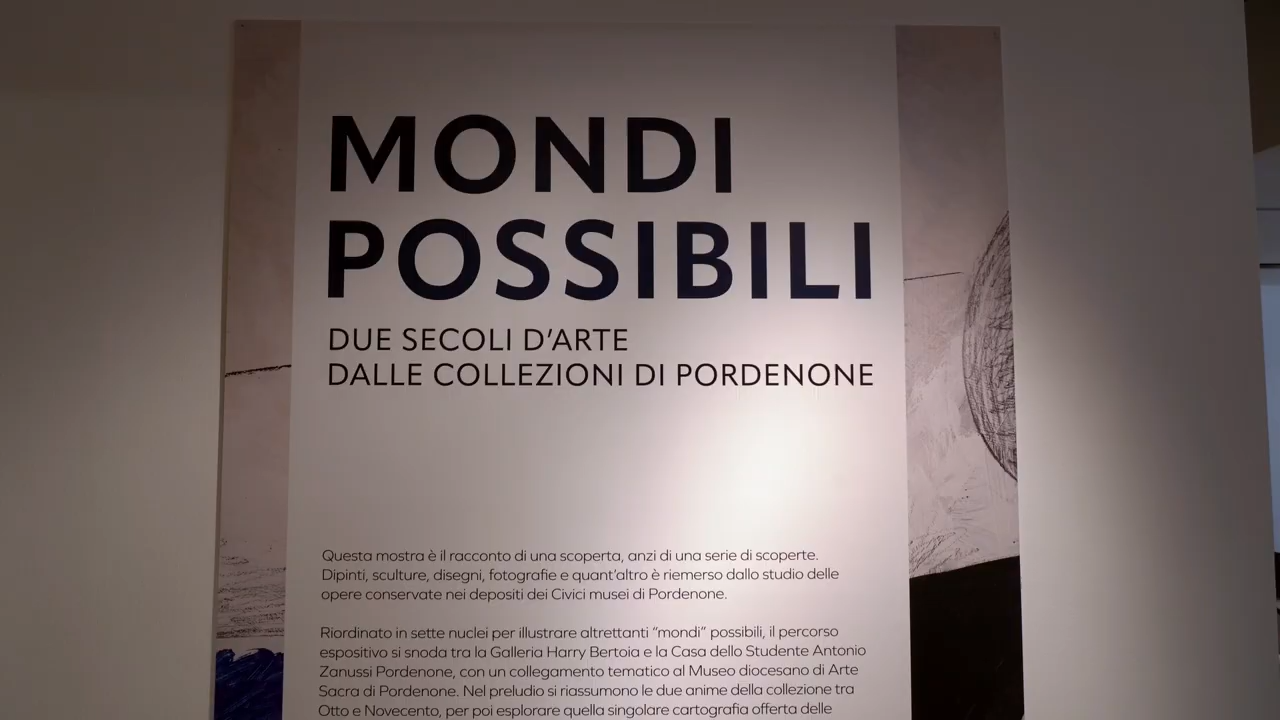 MONDI
POSSIBILI
DUE SECOLI D'ARTE
DALLE COLLEZIONI DI PORDENONE
Questa mostra è il racconto di una scoperta, anzi di una serie di scoperte.
Dipinti, sculture, disegni, fotografie e quant'altro è riemerso dallo studio delle
opere conservate nei depositi dei Civici musei di Pordenone.
Riordinato in sette nuclei per illustrare altrettanti "mondi" possibili, il percorso
espositivo si snoda tra la Galleria Harry Bertoia e la Casa dello Studente Antonio
Zanussi Pordenone, con un collegamento tematico al Museo diocesano di Arte
Sacra di Pordenone. Nel preludio si riassumono le due anime della collezione tra
Otto e Novecento, per poi esplorare quella singolare cartografia offerta delle